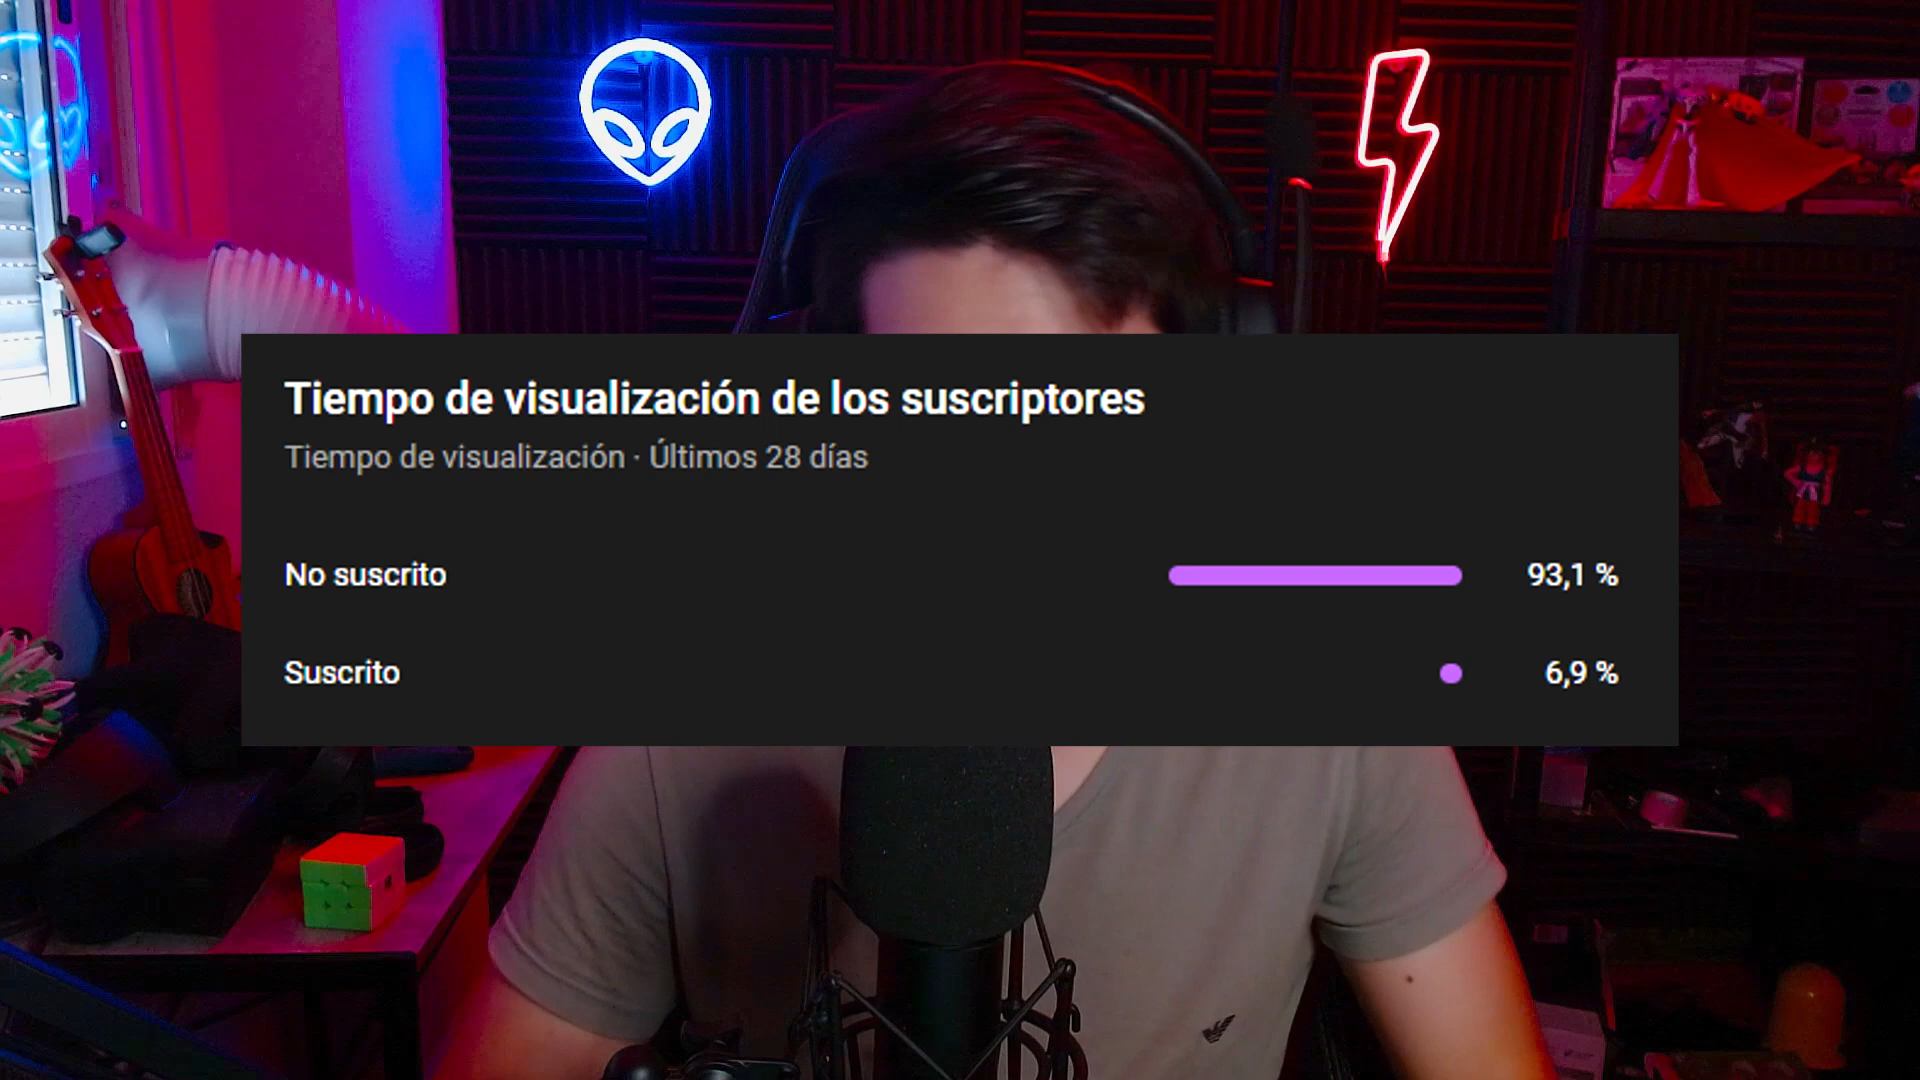 Tiempo de visualización de los suscriptores
Tiempo de visualización · Últimos 28 días
No suscrito 93,1 %
Suscrito 6,9 %